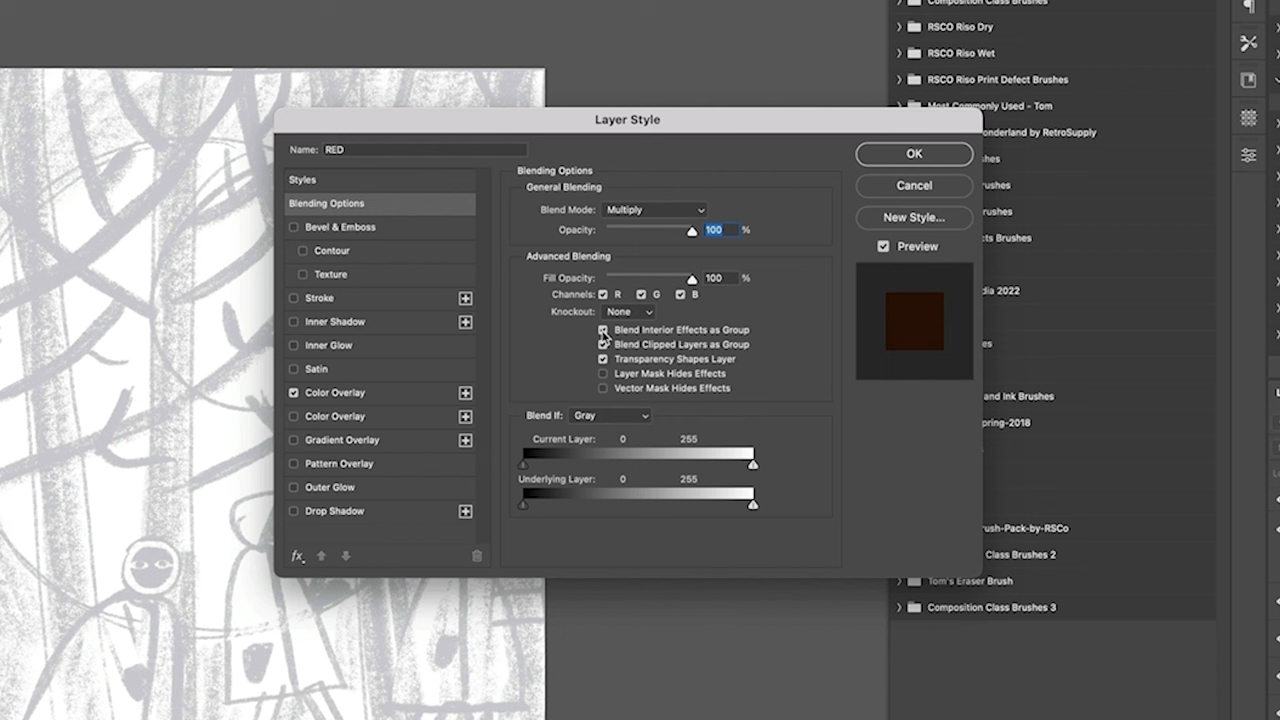 Composition Class Brushes
RSCO Riso Dry
RSCO Riso Wet
RSCO Riso Print Defect Brushes
Most Commonly Used - Tom
onderland by RetroSupply
Layer Style
Name: RED
Styles
Blending Options
Bevel & Emboss
Contour
Texture
Stroke
Inner Shadow
Inner Glow
Satin
Color Overlay
Color Overlay
Gradient Overlay
Pattern Overlay
Outer Glow
Drop Shadow
fx
Blending Options
General Blending
Blend Mode: Multiply
Opacity: 100 %
Advanced Blending
Fill Opacity: 100 %
Channels: R G B
Knockout: None
Blend Interior Effects as Group
Blend Clipped Layers as Group
Transparency Shapes Layer
Layer Mask Hides Effects
Vector Mask Hides Effects
Blend If: Gray
Current Layer: 0 255
Underlying Layer: 0 255
OK
Cancel
New Style...
Preview
shes
ushes
rushes
cts Brushes
dia 2022
es
and Ink Brushes
pring-2018
rush-Pack-by-RSCo
Class Brushes 2
Tom's Eraser Brush
Composition Class Brushes 3